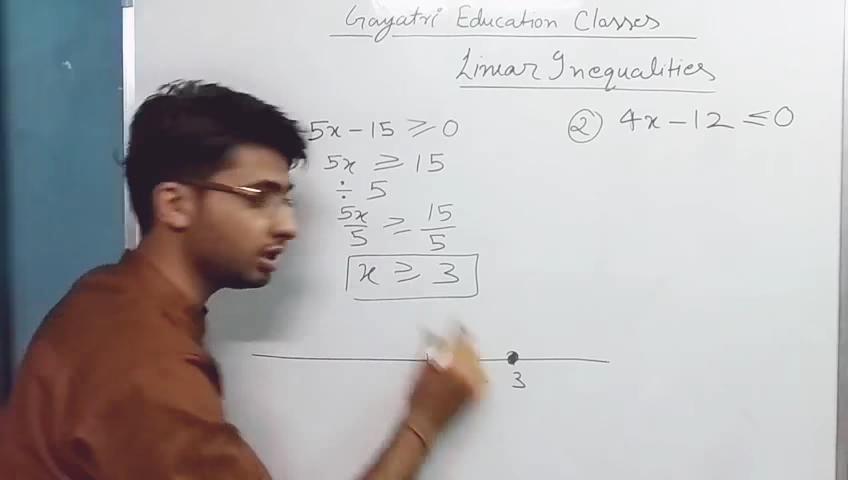 Gayatri Education Classes
Linear Inequalities
5x - 15 ≥ 0
5x ≥ 15
÷ 5
5x/5 ≥ 15/5
x ≥ 3
3
② 4x - 12 ≤ 0